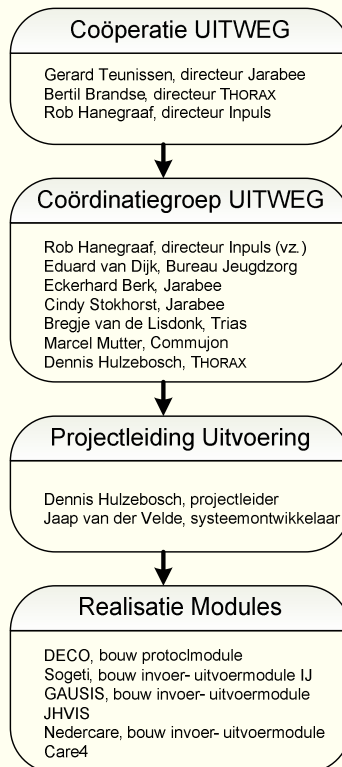 Coöperatie UITWEG
Gerard Teunissen, directeur Jarabee
Bertil Brandse, directeur THORAX
Rob Hanegraaf, directeur Inpuls
Coördinatiegroep UITWEG
Rob Hanegraaf, directeur Inpuls (vz.)
Eduard van Dijk, Bureau Jeugdzorg
Eckerhard Berk, Jarabee
Cindy Stokhorst, Jarabee
Bregje van de Lisdonk, Trias
Marcel Mutter, Commujon
Dennis Hulzebosch, THORAX
Projectleiding Uitvoering
Dennis Hulzebosch, projectleider
Jaap van der Velde, systeemontwikkelaar
Realisatie Modules
DECO, bouw protoclmodule
Sogeti, bouw invoer- uitvoermodule IJ
GAUSIS, bouw invoer- uitvoermodule
JHVIS
Nedercare, bouw invoer- uitvoermodule
Care4